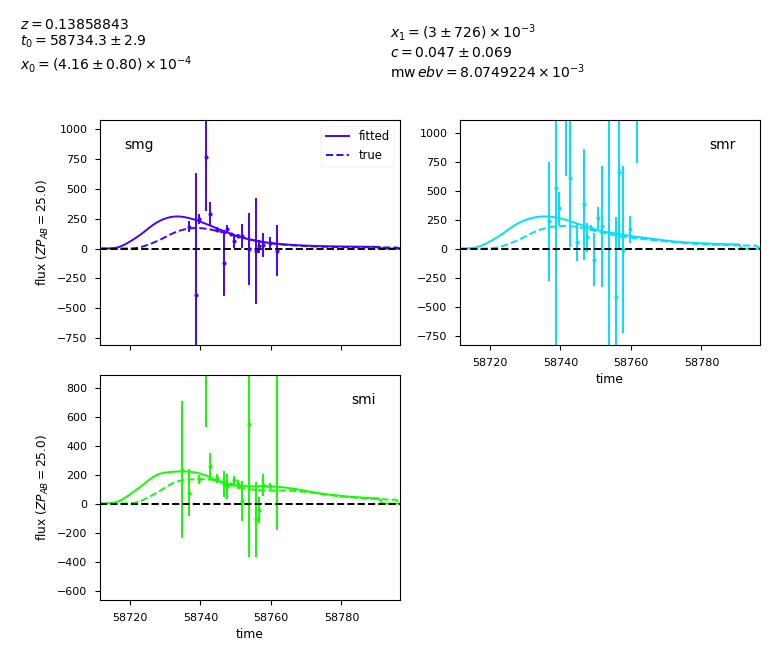 z = 0.13858843
t₀ = 58734.3 ± 2.9
x₀ = (4.16 ± 0.80) × 10⁻⁴
x₁ = (3 ± 726) × 10⁻³
c = 0.047 ± 0.069
mw ebv = 8.0749224 × 10⁻³
smg
fitted
true
1000
750
500
250
0
−250
−500
−750
flux (ZP_AB = 25.0)
smr
1000
750
500
250
0
−250
−500
−750
58720 58740 58760 58780
time
smi
800
600
400
200
0
−200
−400
−600
flux (ZP_AB = 25.0)
58720 58740 58760 58780
time